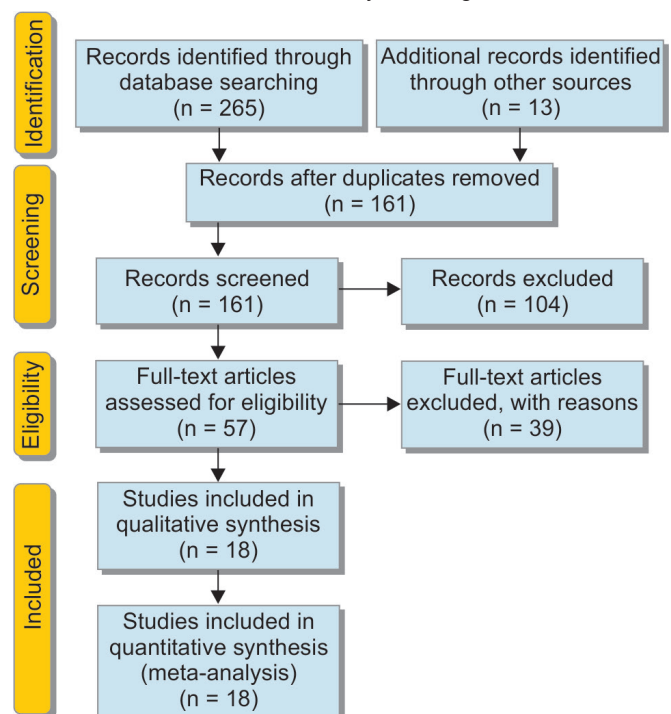 Identification
Records identified through
database searching
(n = 265)
Additional records identified
through other sources
(n = 13)
Screening
Records after duplicates removed
(n = 161)
Records screened
(n = 161)
Records excluded
(n = 104)
Eligibility
Full-text articles
assessed for eligibility
(n = 57)
Full-text articles
excluded, with reasons
(n = 39)
Included
Studies included in
qualitative synthesis
(n = 18)
Studies included in
quantitative synthesis
(meta-analysis)
(n = 18)